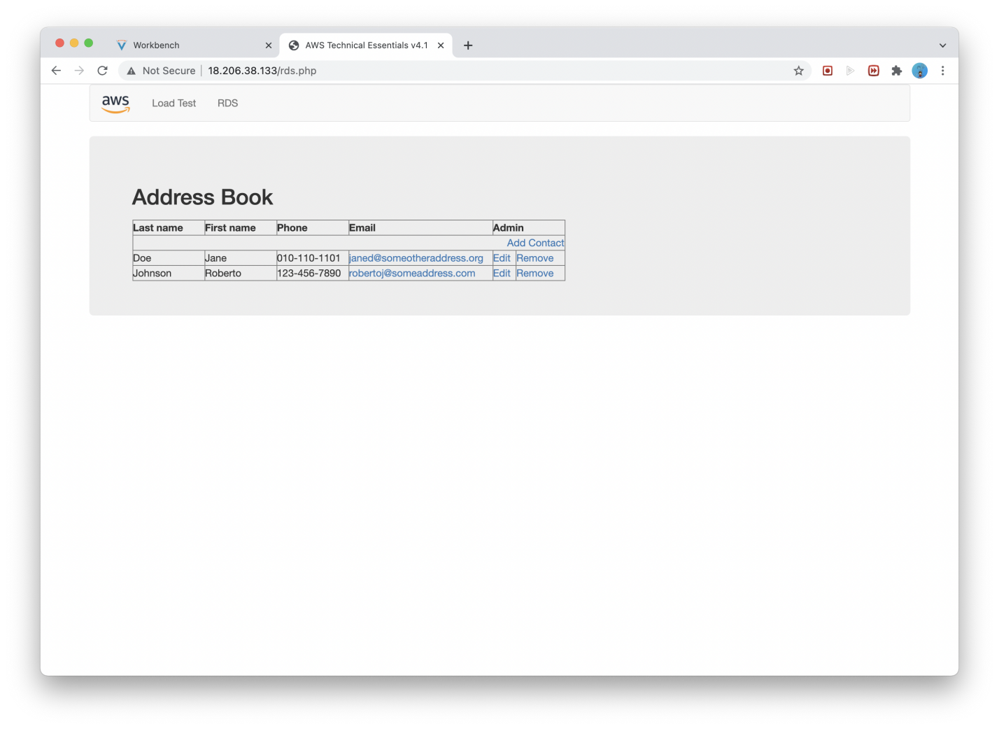 Workbench
AWS Technical Essentials v4.1
Not Secure 18.206.38.133/rds.php
aws Load Test RDS
Address Book
Last name First name Phone Email Admin
Add Contact
Doe Jane 010-110-1101 janed@someotheraddress.org Edit Remove
Johnson Roberto 123-456-7890 robertoj@someaddress.com Edit Remove